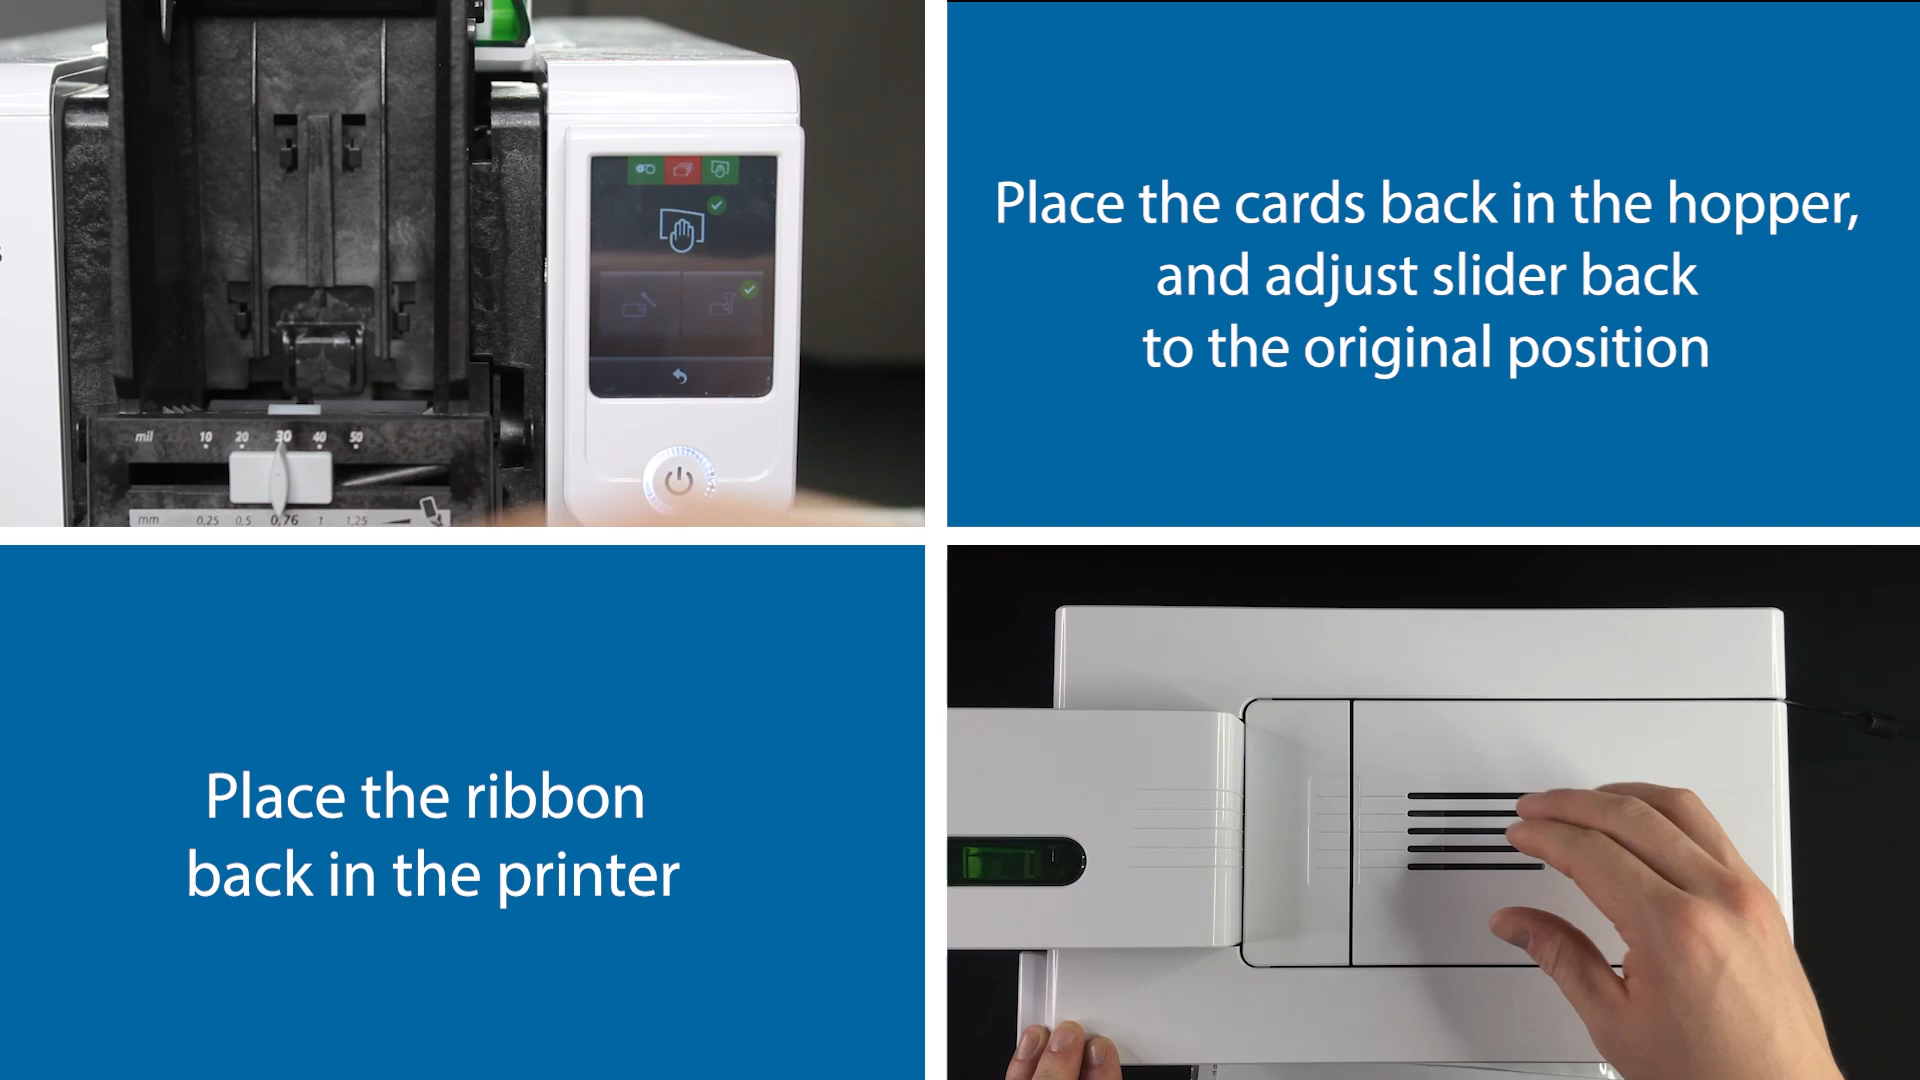 mil 10 20 30 40 50
mm 0,25 0,5 0,76 1 1,25
Place the cards back in the hopper,
and adjust slider back
to the original position
Place the ribbon
back in the printer